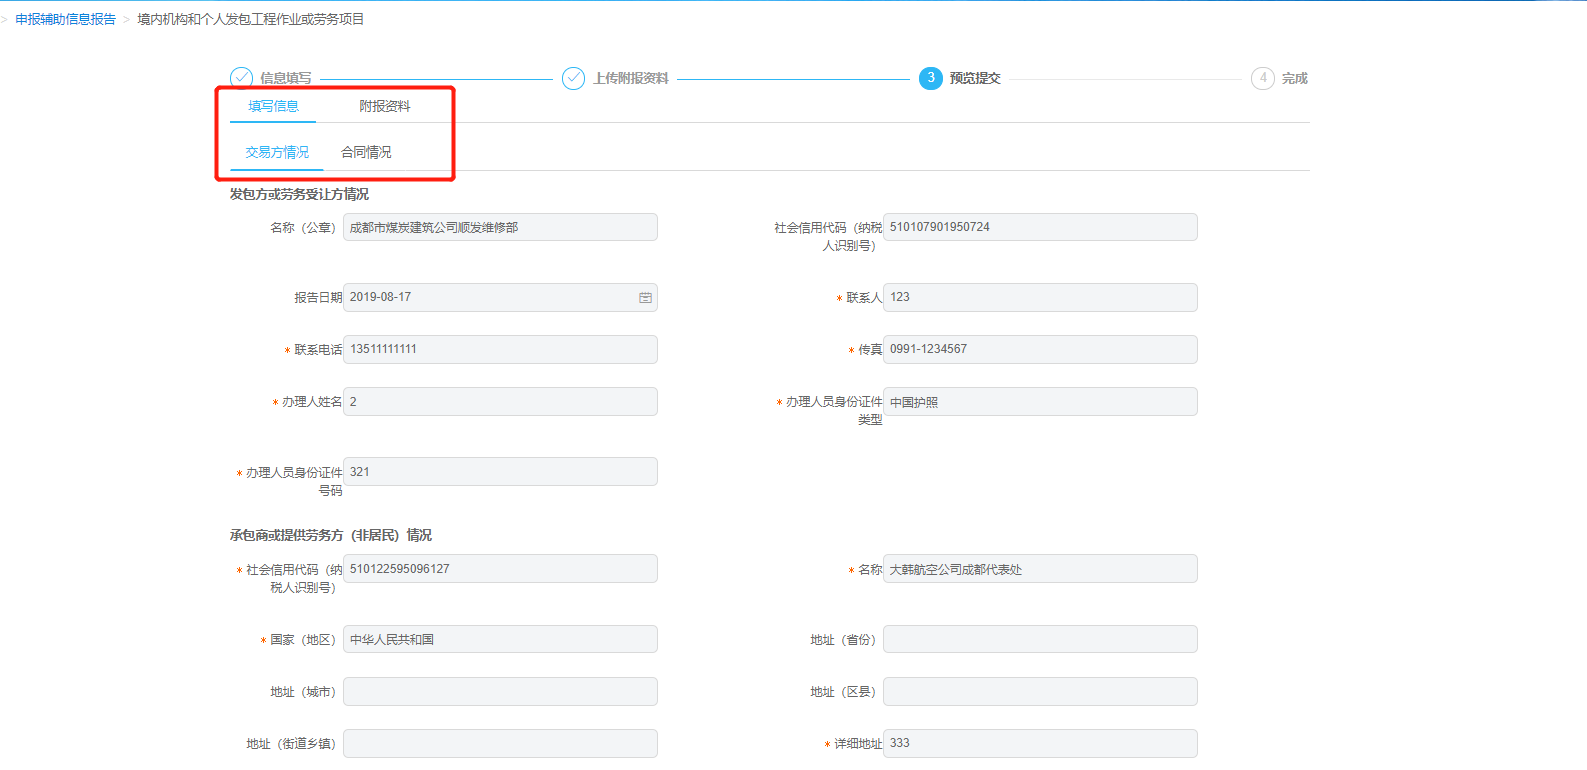 > 申报辅助信息报告 > 境内机构和个人发包工程作业或劳务项目
信息填写 上传附报资料 3 预览提交 4 完成
填写信息 附报资料
交易方情况 合同情况
发包方或劳务受让方情况
名称（公章） 成都市煤炭建筑公司顺发维修部
社会信用代码（纳税
人识别号） 510107901950724
报告日期 2019-08-17
* 联系人 123
* 联系电话 13511111111
* 传真 0991-1234567
* 办理人姓名 2
* 办理人员身份证件
类型 中国护照
* 办理人员身份证件
号码 321
承包商或提供劳务方（非居民）情况
* 社会信用代码（纳
税人识别号） 510122595096127
* 名称 大韩航空公司成都代表处
* 国家（地区） 中华人民共和国
地址（省份）
地址（城市）
地址（区县）
地址（街道乡镇）
* 详细地址 333